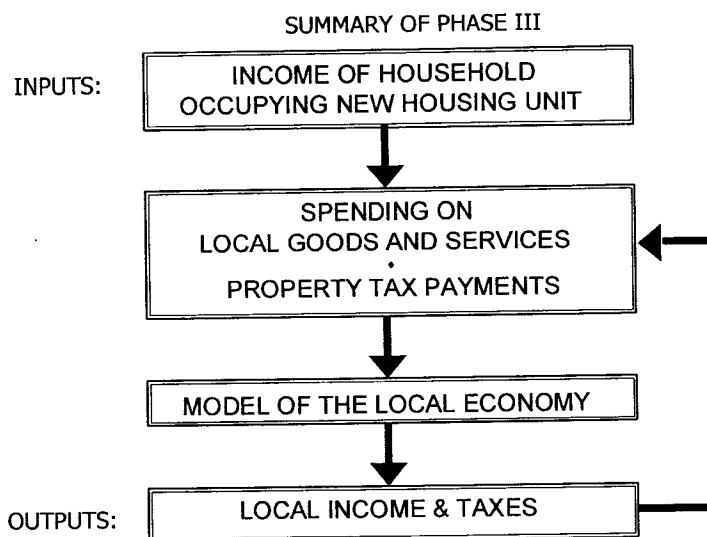 SUMMARY OF PHASE III
INPUTS:
INCOME OF HOUSEHOLD
OCCUPYING NEW HOUSING UNIT
SPENDING ON
LOCAL GOODS AND SERVICES
•
PROPERTY TAX PAYMENTS
MODEL OF THE LOCAL ECONOMY
OUTPUTS:
LOCAL INCOME & TAXES